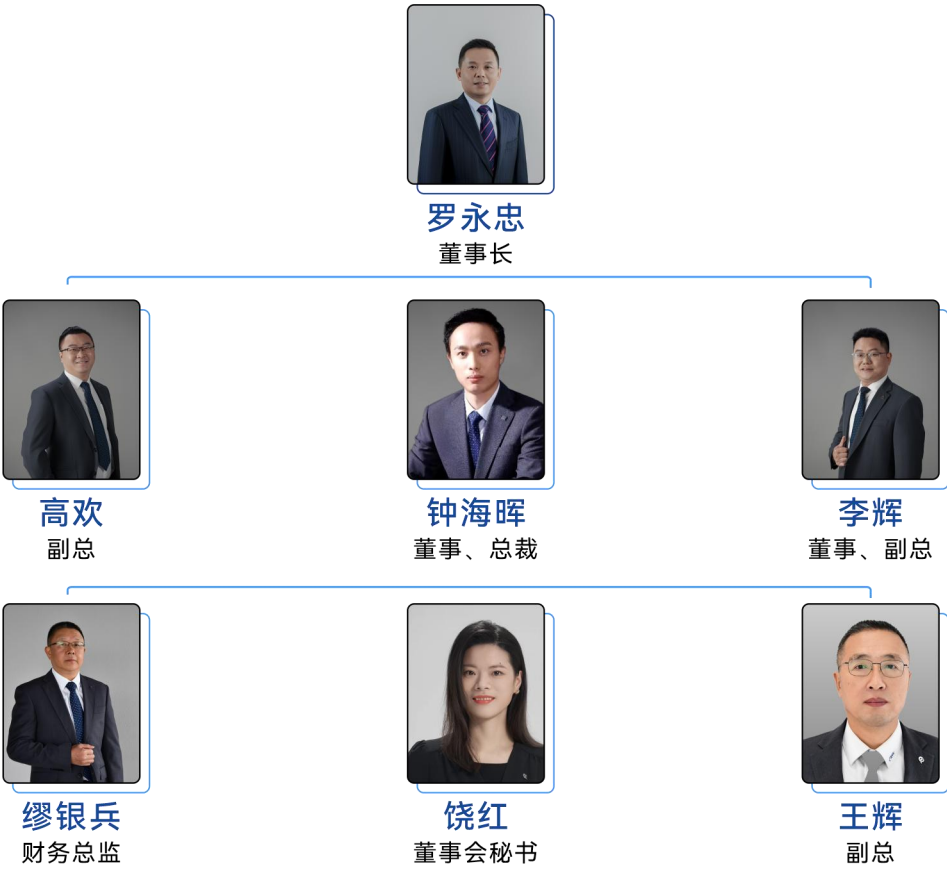 罗永忠
董事长
高欢
副总
钟海晖
董事、总裁
李辉
董事、副总
缪银兵
财务总监
饶红
董事会秘书
王辉
副总